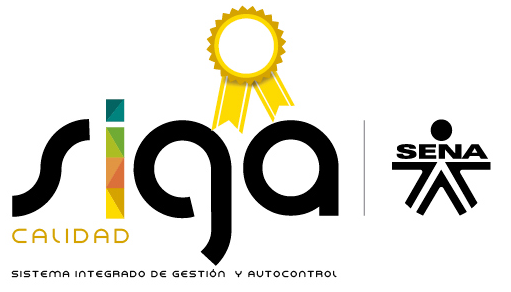 siga
SENA
CALIDAD
SISTEMA INTEGRADO DE GESTIÓN Y AUTOCONTROL